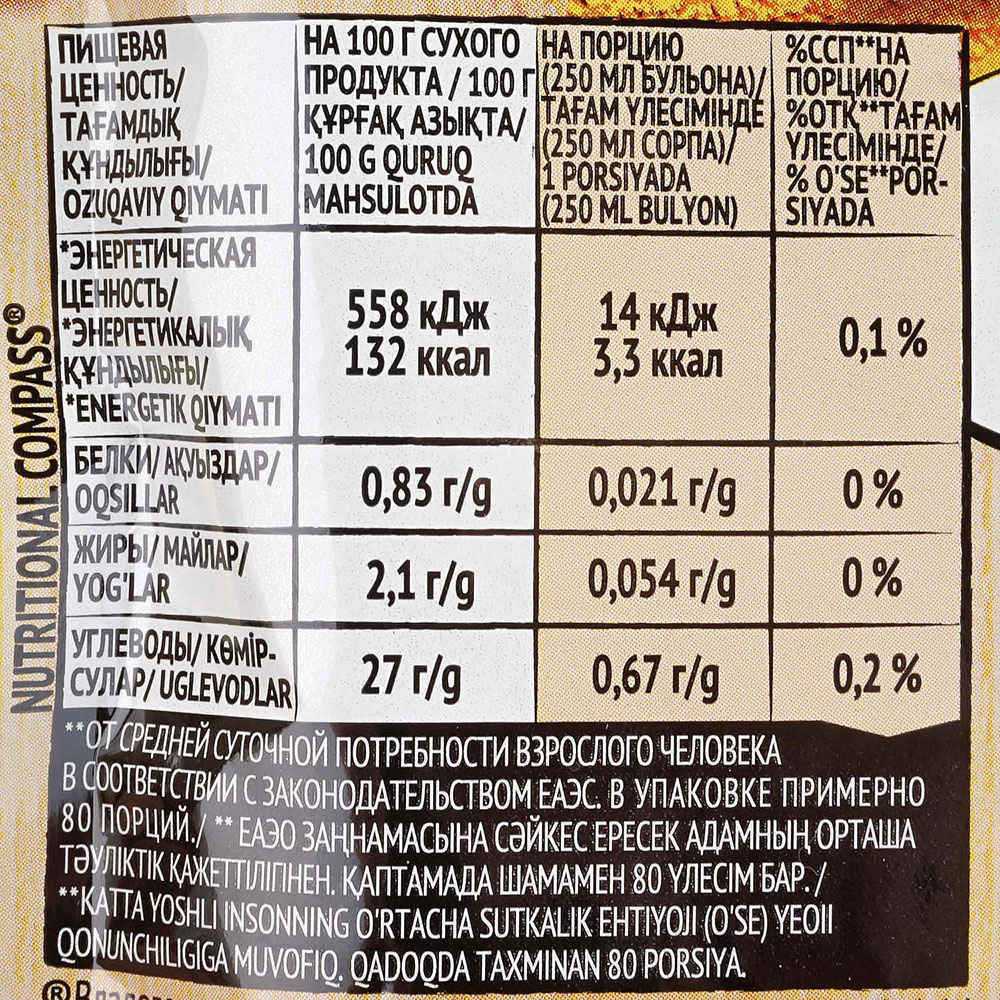 ПИЩЕВАЯ
ЦЕННОСТЬ/
ТАҒАМДЫҚ
ҚҰНДЫЛЫҒЫ/
OZUQAVIY QIYMATI
НА 100 Г СУХОГО
ПРОДУКТА / 100 Г
ҚҰРҒАҚ АЗЫҚТА/
100 G QURUQ
MAHSULOTDA
НА ПОРЦИЮ
(250 МЛ БУЛЬОНА)/
ТАҒАМ ҮЛЕСІМІНДЕ
(250 МЛ СОРПА)/
1 PORSIYADA
(250 ML BULYON)
%ССП**НА
ПОРЦИЮ/
%ОТҚ**ТАҒАМ
ҮЛЕСІМІНДЕ/
% O'SE**POR-
SIYADA
*ЭНЕРГЕТИЧЕСКАЯ
ЦЕННОСТЬ/
*ЭНЕРГЕТИКАЛЫҚ
ҚҰНДЫЛЫҒЫ/
*ENERGETIK QIYMATI
558 кДж
132 ккал
14 кДж
3,3 ккал
0,1 %
БЕЛКИ/ АҚУЫЗДАР/
OQSILLAR
0,83 г/g
0,021 г/g
0 %
ЖИРЫ/ МАЙЛАР/
YOG'LAR
2,1 г/g
0,054 г/g
0 %
УГЛЕВОДЫ/ КӨМІР-
СУЛАР/ UGLEVODLAR
27 г/g
0,67 г/g
0,2 %
NUTRITIONAL COMPASS®
**ОТ СРЕДНЕЙ СУТОЧНОЙ ПОТРЕБНОСТИ ВЗРОСЛОГО ЧЕЛОВЕКА
В СООТВЕТСТВИИ С ЗАКОНОДАТЕЛЬСТВОМ ЕАЭС. В УПАКОВКЕ ПРИМЕРНО
80 ПОРЦИЙ./ ** ЕАЭО ЗАҢНАМАСЫНА СӘЙКЕС ЕРЕСЕК АДАМНЫҢ ОРТАША
ТӘУЛІКТІК ҚАЖЕТТІЛІГІНЕН. ҚАПТАМАДА ШАМАМЕН 80 ҮЛЕСІМ БАР. /
**KATTA YOSHLI INSONNING O'RTACHA SUTKALIK EHTIYOJI (O'SE) YEOII
QONUNCHILIGIGA MUVOFIQ. QADOQDA TAXMINAN 80 PORSIYA.